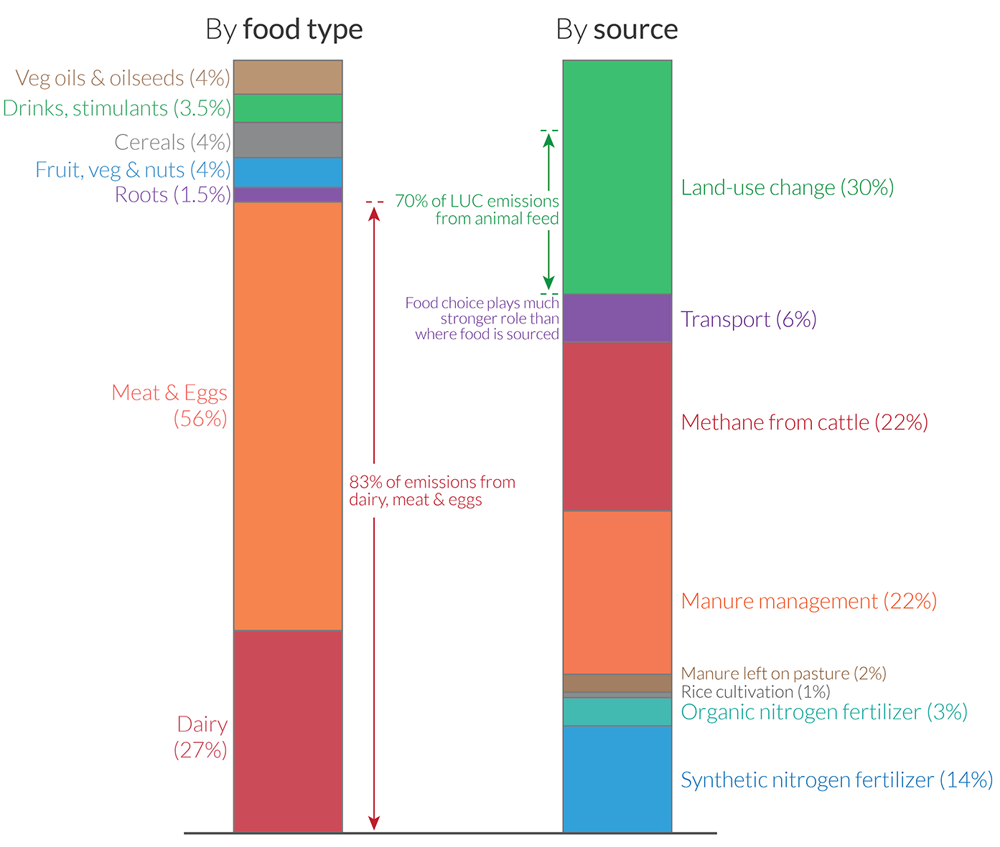 By food type
Veg oils & oilseeds (4%)
Drinks, stimulants (3.5%)
Cereals (4%)
Fruit, veg & nuts (4%)
Roots (1.5%)
Meat & Eggs
(56%)
Dairy
(27%)
83% of emissions from
dairy, meat & eggs
By source
70% of LUC emissions
from animal feed
Food choice plays much
stronger role than
where food is sourced
Land-use change (30%)
Transport (6%)
Methane from cattle (22%)
Manure management (22%)
Manure left on pasture (2%)
Rice cultivation (1%)
Organic nitrogen fertilizer (3%)
Synthetic nitrogen fertilizer (14%)